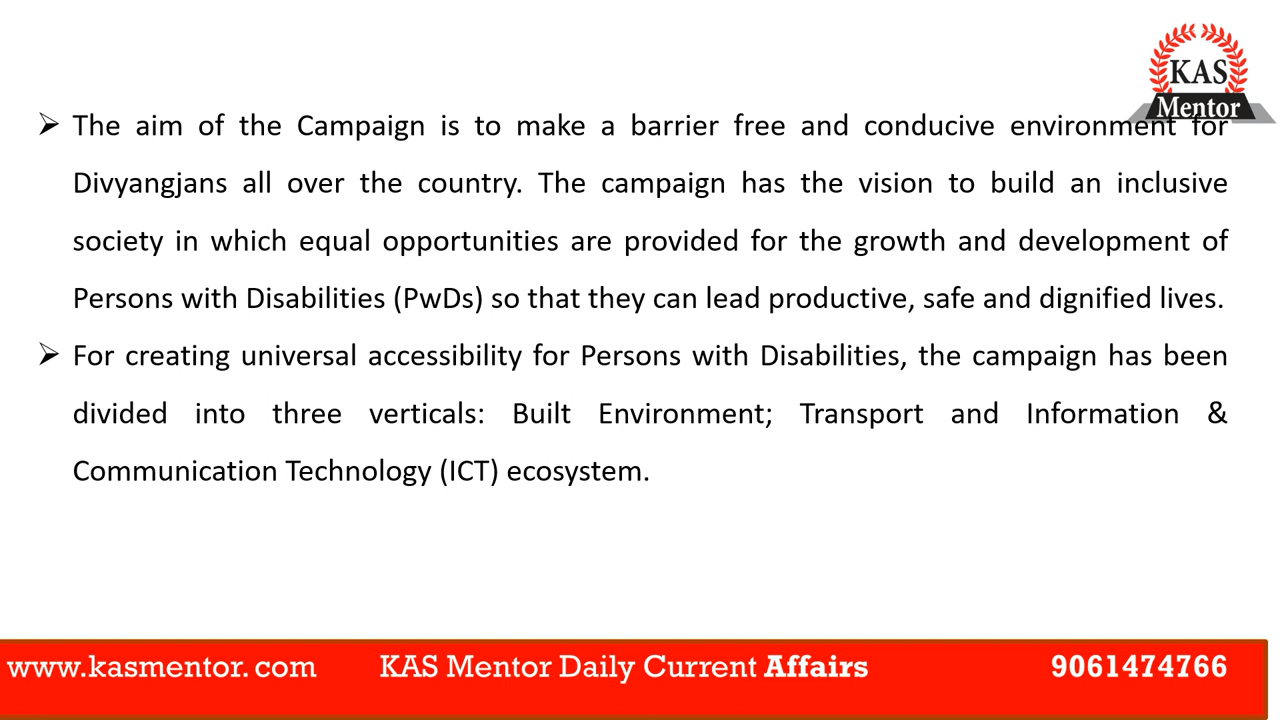 KAS
Mentor
➢ The aim of the Campaign is to make a barrier free and conducive environment for
Divyangjans all over the country. The campaign has the vision to build an inclusive
society in which equal opportunities are provided for the growth and development of
Persons with Disabilities (PwDs) so that they can lead productive, safe and dignified lives.
➢ For creating universal accessibility for Persons with Disabilities, the campaign has been
divided into three verticals: Built Environment; Transport and Information &
Communication Technology (ICT) ecosystem.
www.kasmentor. com KAS Mentor Daily Current Affairs 9061474766